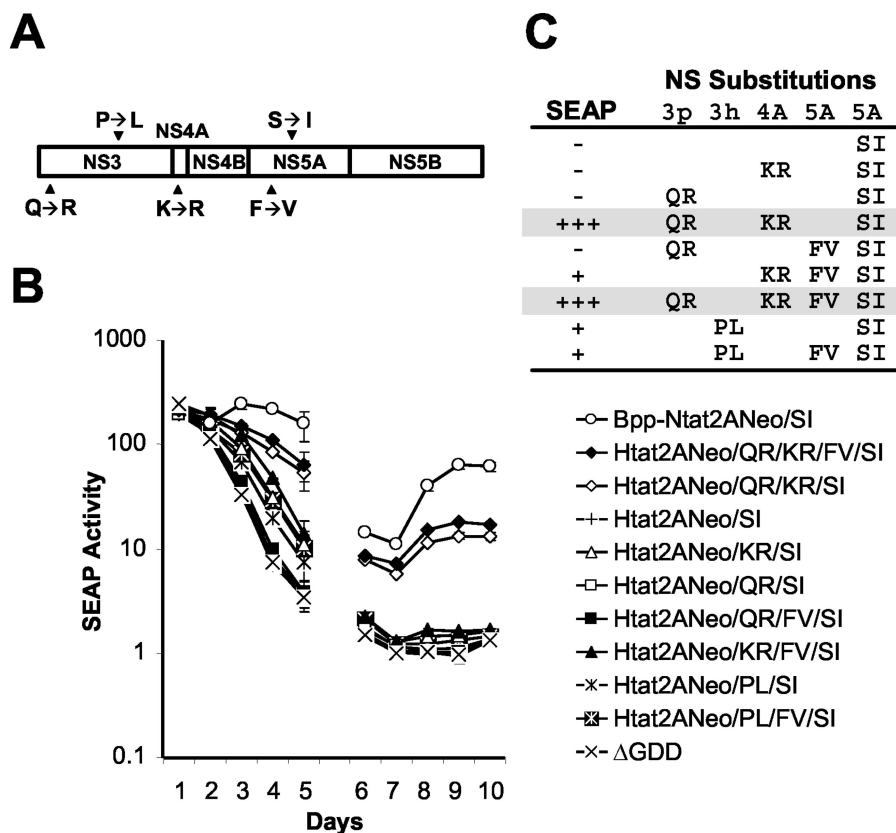 A
P→L
NS4A
S→I
NS3
NS4B
NS5A
NS5B
Q→R
K→R
F→V
B
SEAP Activity
1000
100
10
1
0.1
1 2 3 4 5 6 7 8 9 10
Days
C
NS Substitutions
SEAP 3p 3h 4A 5A 5A
- SI
- KR SI
- QR SI
+++ QR KR SI
- QR FV SI
+ KR FV SI
+++ QR KR FV SI
+ PL SI
+ PL FV SI
Bpp-Ntat2ANeo/SI
Htat2ANeo/QR/KR/FV/SI
Htat2ANeo/QR/KR/SI
Htat2ANeo/SI
Htat2ANeo/KR/SI
Htat2ANeo/QR/SI
Htat2ANeo/QR/FV/SI
Htat2ANeo/KR/FV/SI
Htat2ANeo/PL/SI
Htat2ANeo/PL/FV/SI
ΔGDD